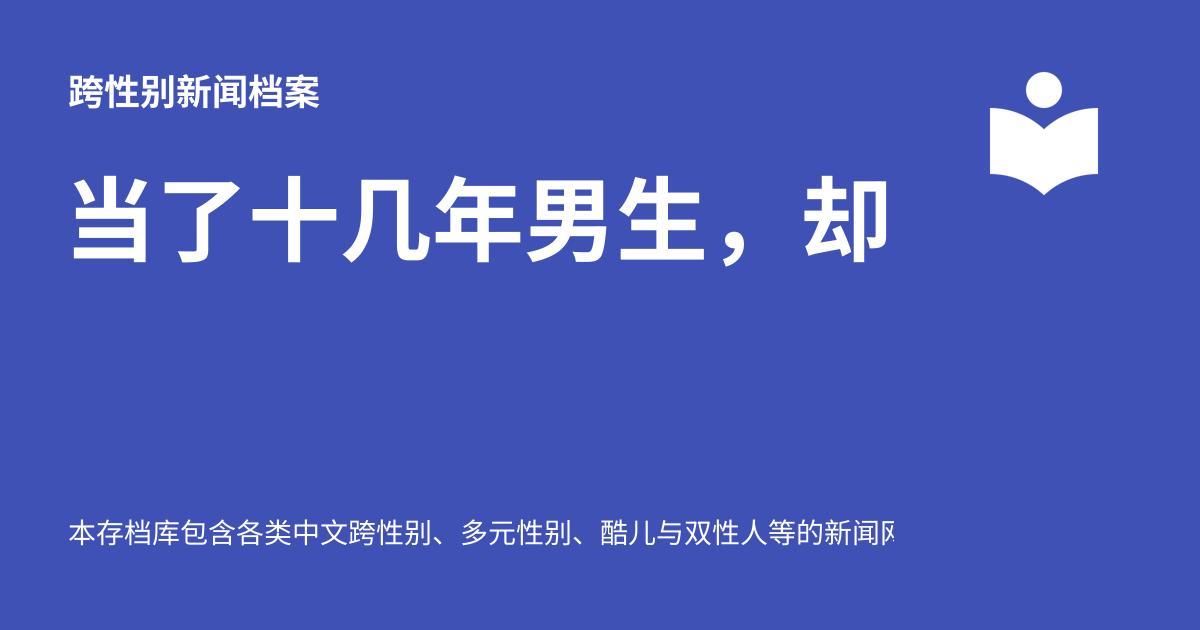 跨性别新闻档案
当了十几年男生，却
本存档库包含各类中文跨性别、多元性别、酷儿与双性人等的新闻